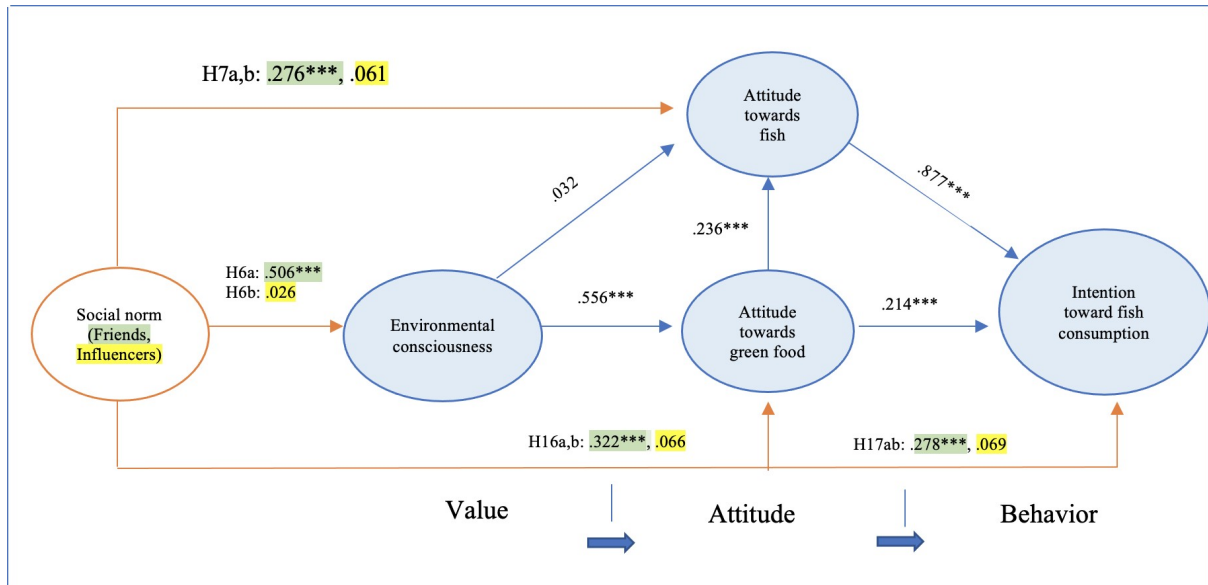 H7a,b: .276***, .061
Attitude
towards
fish
.032
.877***
.236***
H6a: .506***
H6b: .026
Social norm
(Friends,
Influencers)
Environmental
consciousness
.556***
Attitude
towards
green food
.214***
Intention
toward fish
consumption
H16a,b: .322***, .066
H17ab: .278***, .069
Value
Attitude
Behavior